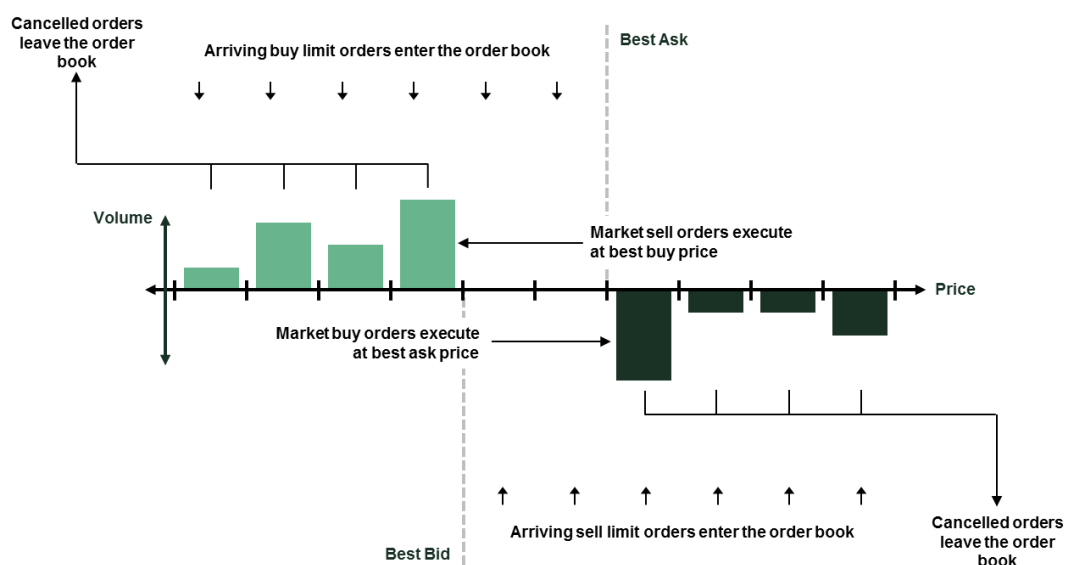 Cancelled orders
leave the order
book
Arriving buy limit orders enter the order book
Best Ask
Volume
Market sell orders execute
at best buy price
Price
Market buy orders execute
at best ask price
Arriving sell limit orders enter the order book
Cancelled orders
leave the order
book
Best Bid